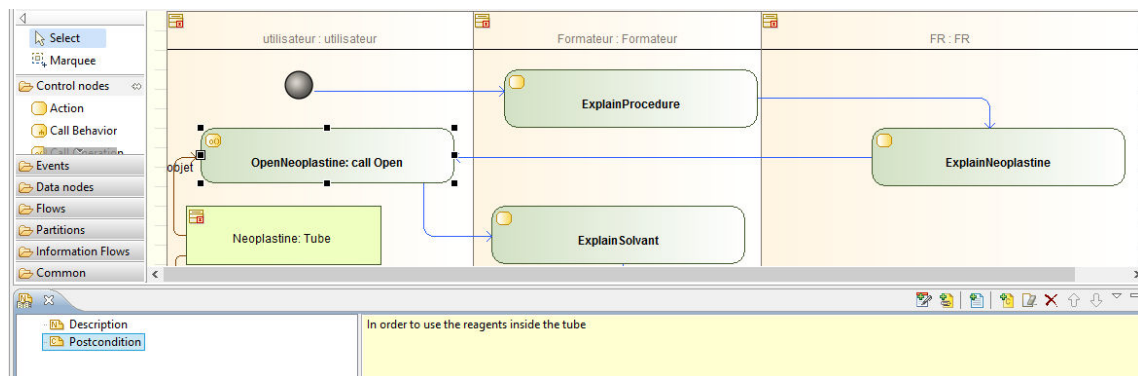 Select
Marquee
Control nodes
Action
Call Behavior
Call Operation
Events
Data nodes
Flows
Partitions
Information Flows
Common
utilisateur : utilisateur
Formateur : Formateur
FR : FR
ExplainProcedure
objet
OpenNeoplastine: call Open
ExplainNeoplastine
Neoplastine: Tube
ExplainSolvant
Description
Postcondition
In order to use the reagents inside the tube